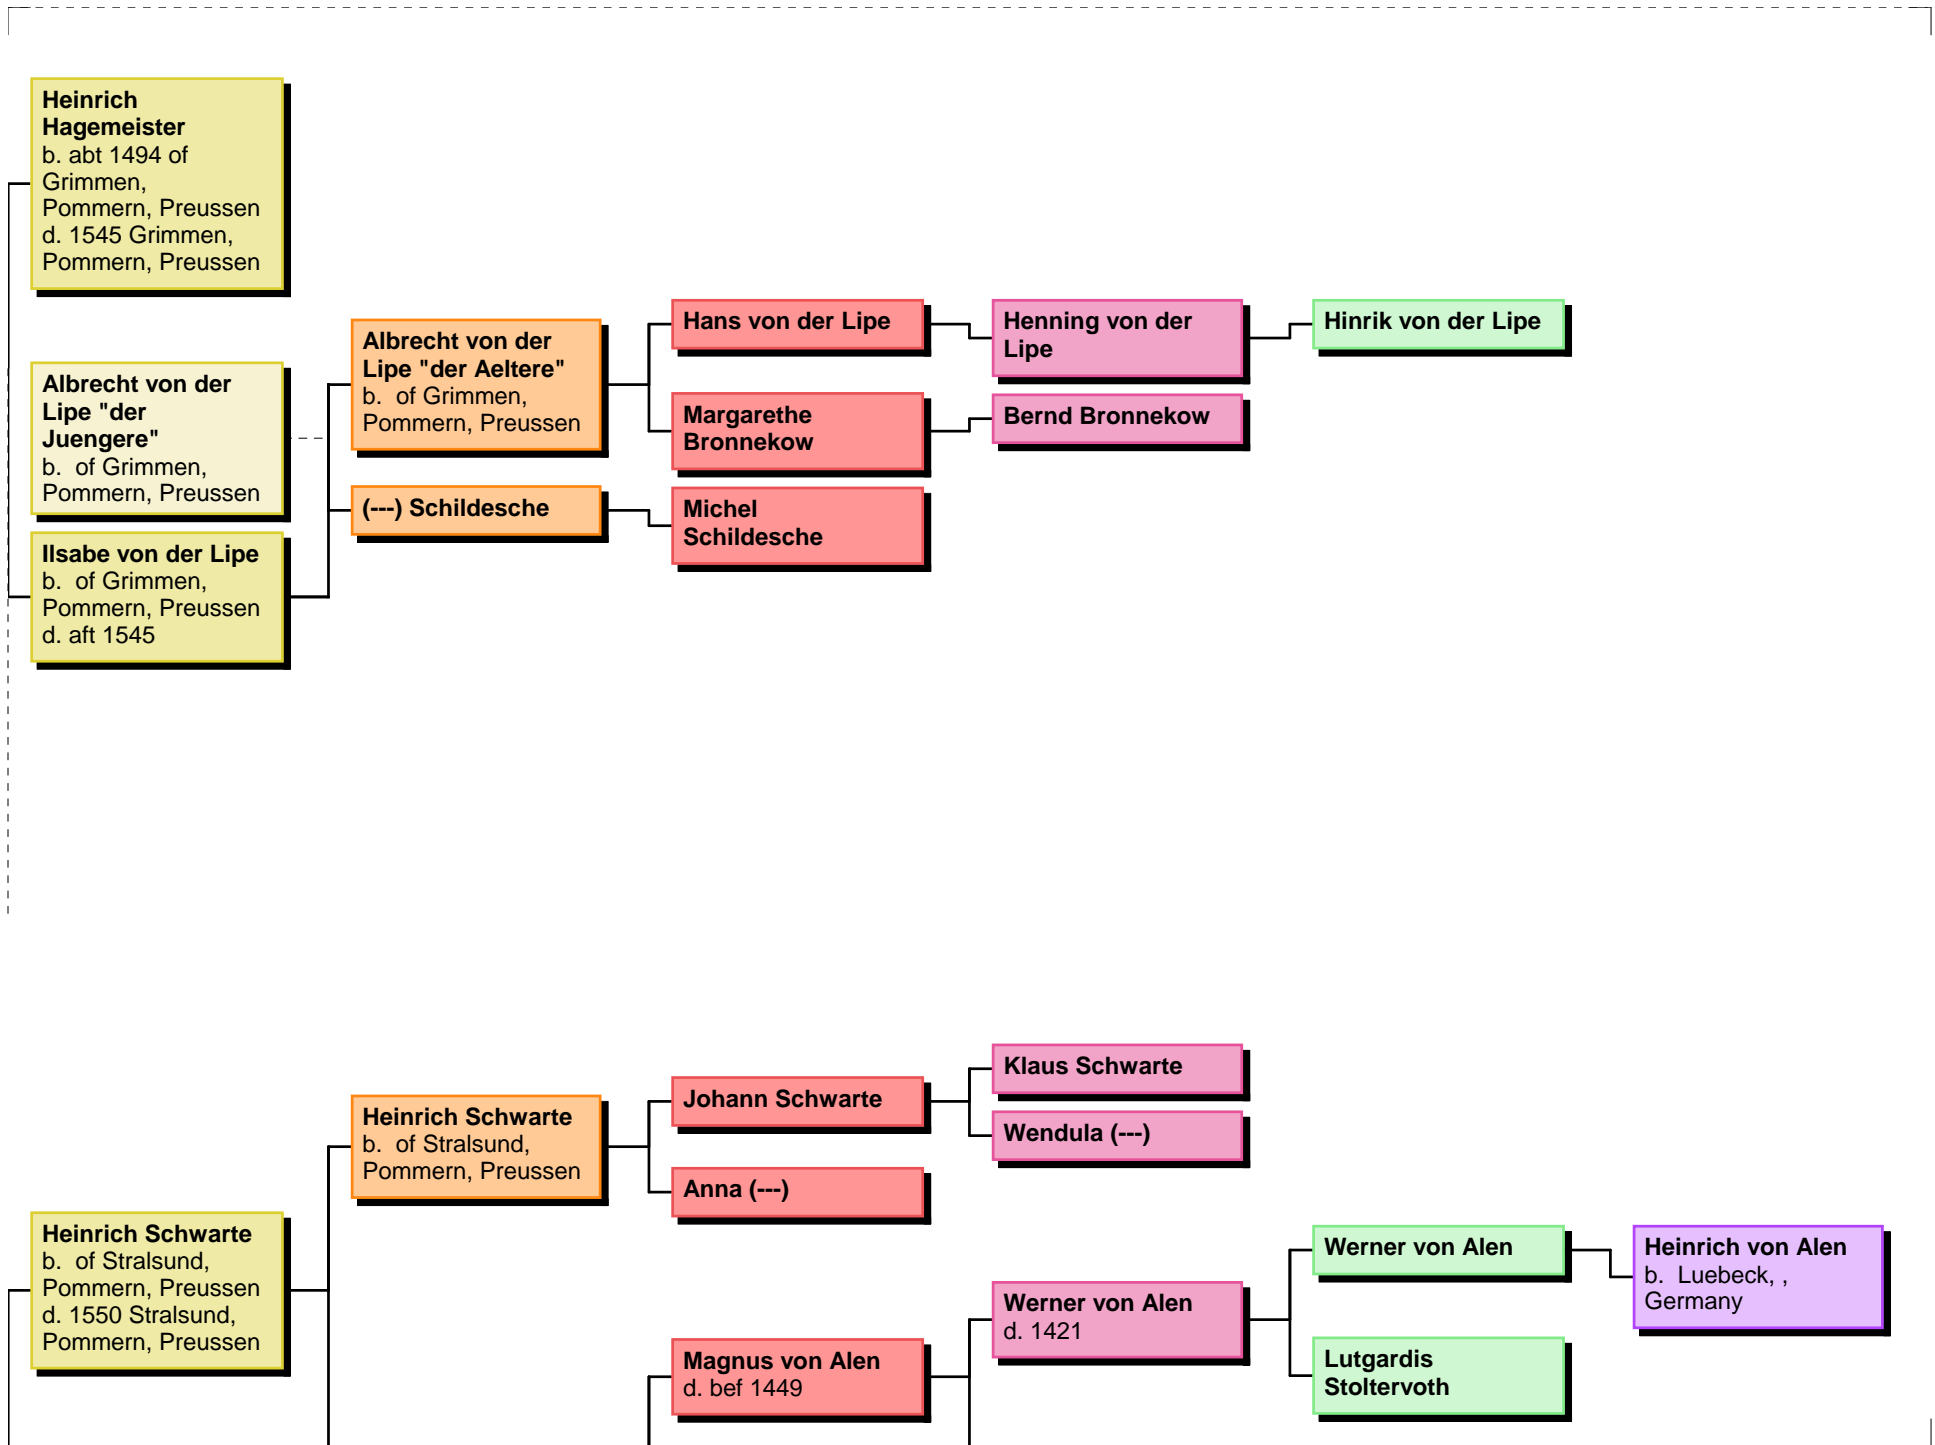 Heinrich
Hagemeister
b. abt 1494 of
Grimmen,
Pommern, Preussen
d. 1545 Grimmen,
Pommern, Preussen
Albrecht von der
Lipe "der
Juengere"
b. of Grimmen,
Pommern, Preussen
Ilsabe von der Lipe
b. of Grimmen,
Pommern, Preussen
d. aft 1545
Albrecht von der
Lipe "der Aeltere"
b. of Grimmen,
Pommern, Preussen
(---) Schildesche
Hans von der Lipe
Margarethe
Bronnekow
Michel
Schildesche
Henning von der
Lipe
Bernd Bronnekow
Hinrik von der Lipe
Heinrich Schwarte
b. of Stralsund,
Pommern, Preussen
d. 1550 Stralsund,
Pommern, Preussen
Heinrich Schwarte
b. of Stralsund,
Pommern, Preussen
Johann Schwarte
Anna (---)
Magnus von Alen
d. bef 1449
Klaus Schwarte
Wendula (---)
Werner von Alen
d. 1421
Werner von Alen
Lutgardis
Stoltervoth
Heinrich von Alen
b. Luebeck, ,
Germany